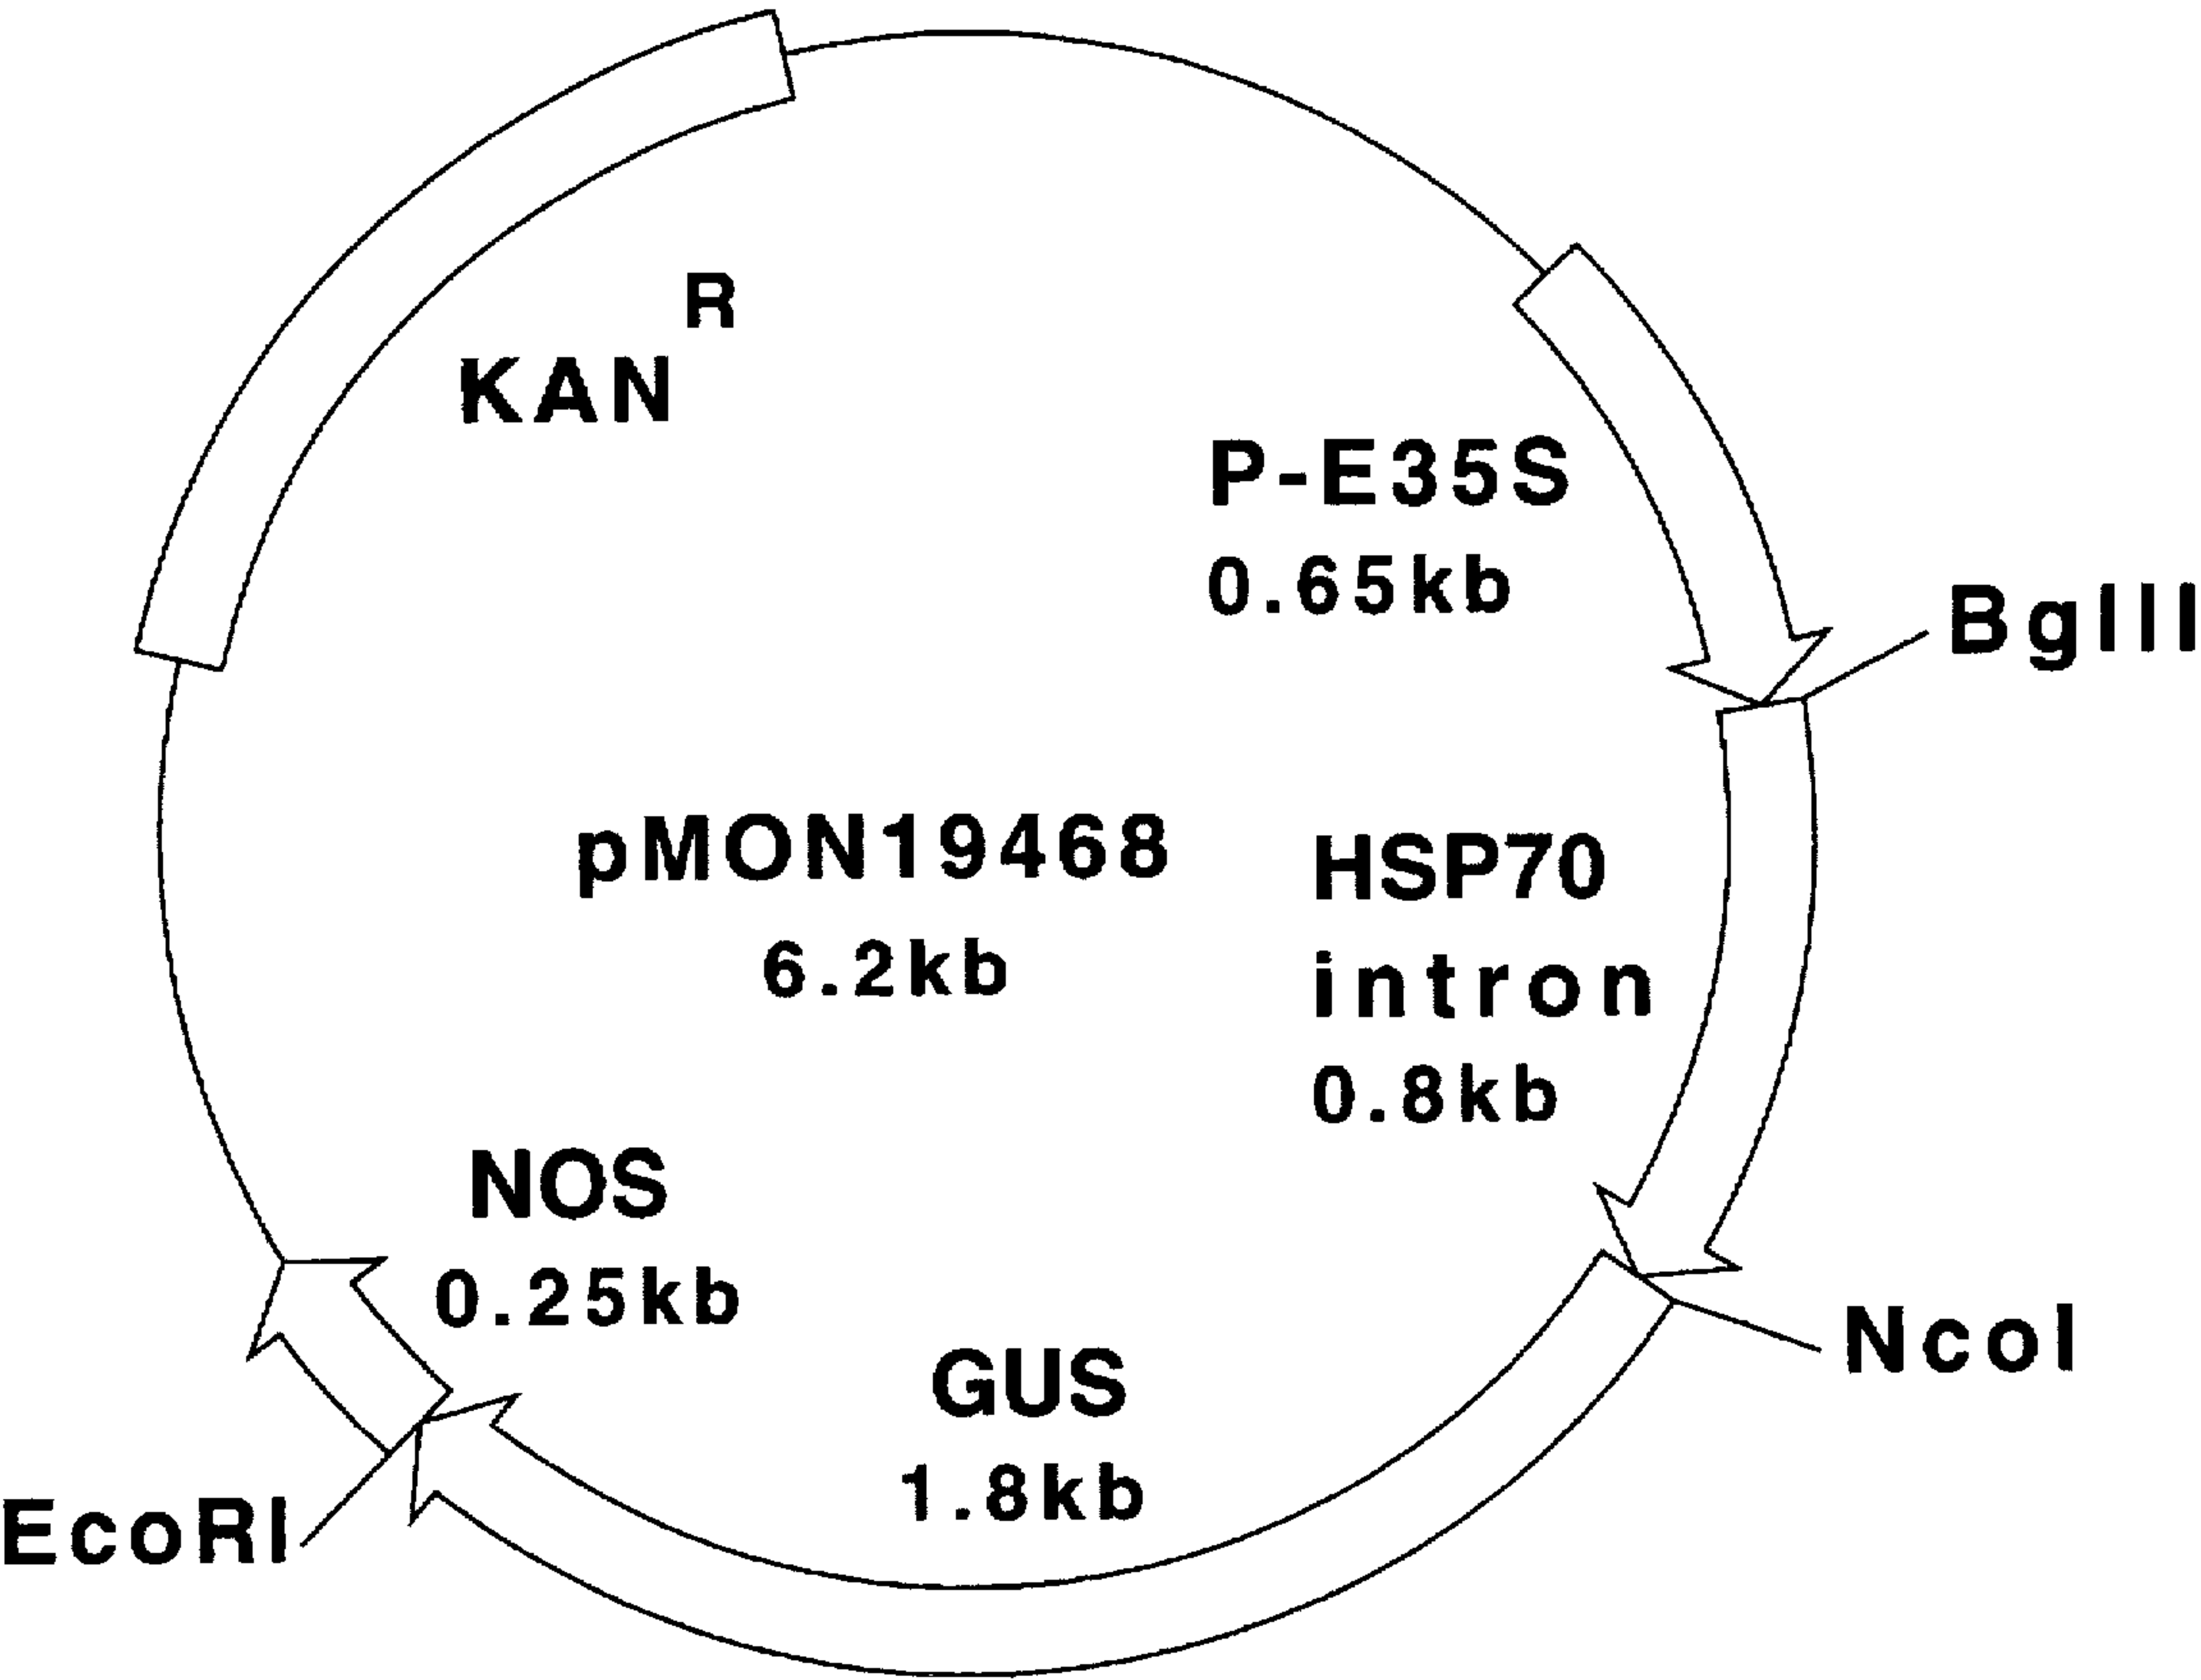 R
KAN
P-E35S
0.65kb
BglII
pMON19468
6.2kb
HSP70
intron
0.8kb
NOS
0.25kb
GUS
1.8kb
NcoI
EcoRI